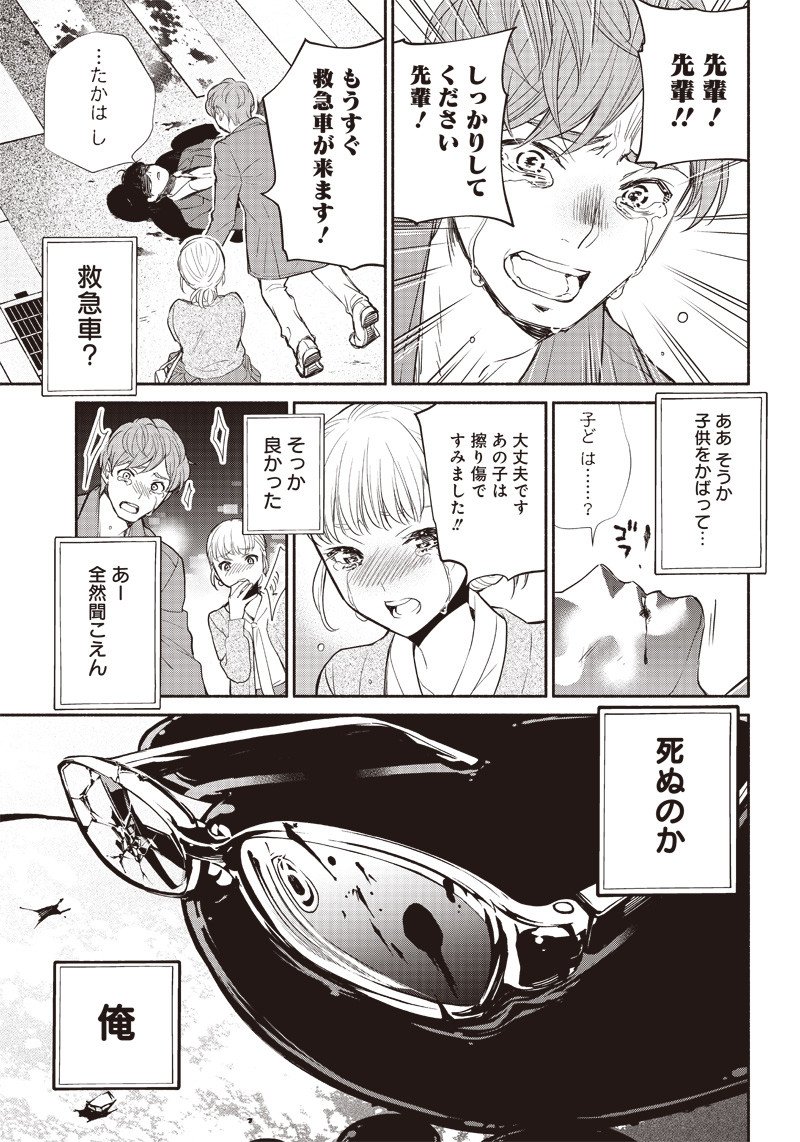 先輩!
先輩!!
しっかりして
ください
先輩!
もうすぐ
救急車が来ます!
…たかは し
救急車?
ああ そうか
子供をかばって…
子ど は……?
ゴフ
大丈夫です
あの子は
擦り傷で
すみました!!
そっか
良かった
あー
全然聞こえん
死ぬのか
俺